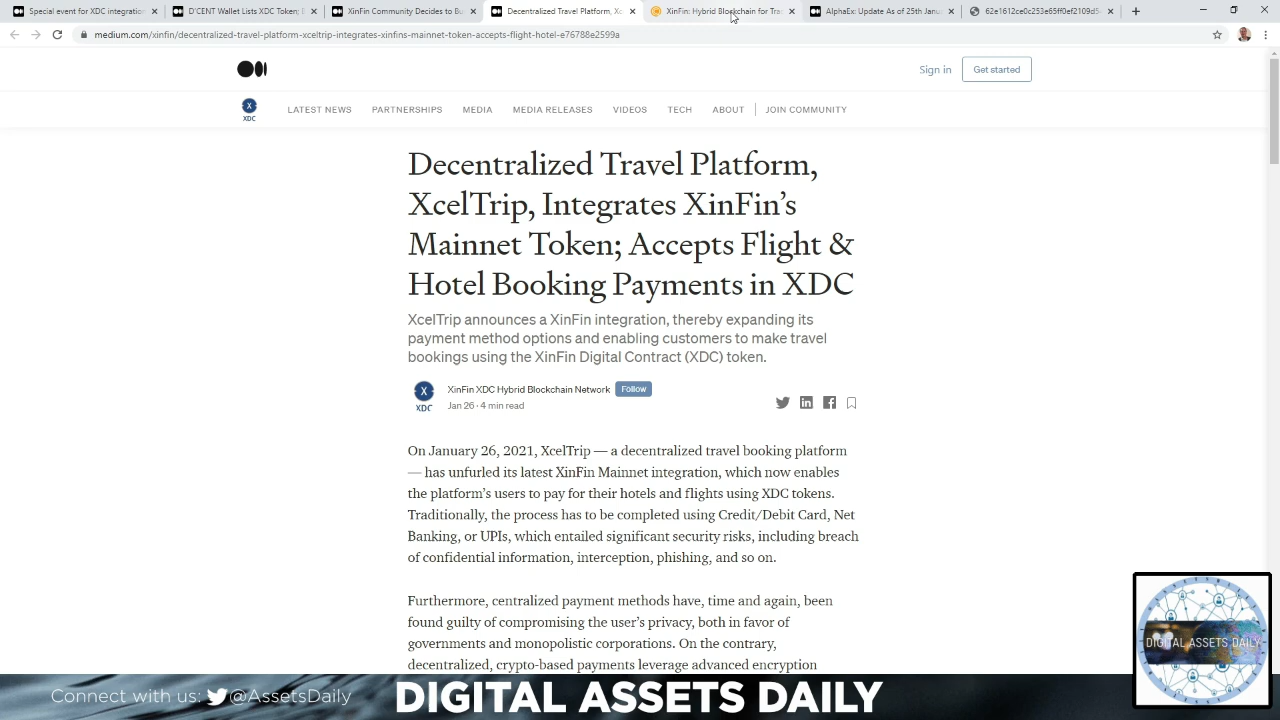 Special event for XDC integratio
D'CENT Wallet Lists XDC Token; E
XinFin Community Decides to Bu
Decentralized Travel Platform, Xc
XinFin: Hybrid Blockchain for Tra
AlphaEx: Update As of 25th Janu
62e1612ce0c253e65ff0ef2109d5
medium.com/xinfin/decentralized-travel-platform-xceltrip-integrates-xinfins-mainnet-token-accepts-flight-hotel-e76788e2599a
Sign in
Get started
XDC
LATEST NEWS
PARTNERSHIPS
MEDIA
MEDIA RELEASES
VIDEOS
TECH
ABOUT
JOIN COMMUNITY
Decentralized Travel Platform,
XcelTrip, Integrates XinFin's
Mainnet Token; Accepts Flight &
Hotel Booking Payments in XDC
XcelTrip announces a XinFin integration, thereby expanding its
payment method options and enabling customers to make travel
bookings using the XinFin Digital Contract (XDC) token.
X
XDC
XinFin XDC Hybrid Blockchain Network
Follow
Jan 26 · 4 min read
On January 26, 2021, XcelTrip — a decentralized travel booking platform
— has unfurled its latest XinFin Mainnet integration, which now enables
the platform's users to pay for their hotels and flights using XDC tokens.
Traditionally, the process has to be completed using Credit/Debit Card, Net
Banking, or UPIs, which entailed significant security risks, including breach
of confidential information, interception, phishing, and so on.
Furthermore, centralized payment methods have, time and again, been
found guilty of compromising the user's privacy, both in favor of
governments andmonopolistic corporations. On the contrary,
decentralized, crypto-based payments leverage advanced encryption
DIGITAL ASSETS DAILY
Connect with us: @AssetsDaily
DIGITAL ASSETS DAILY